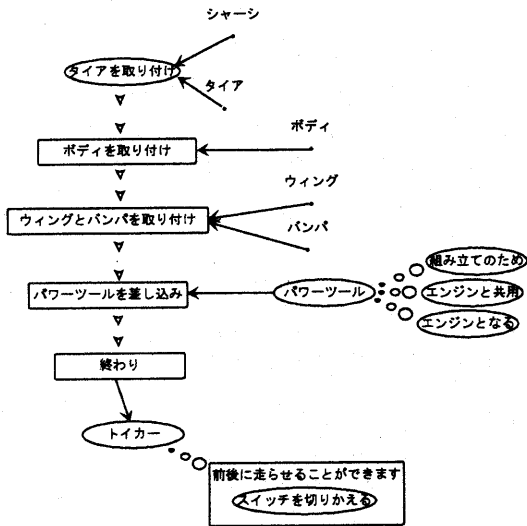 シャーシ
タイアを取り付け
タイア
ボディ
ボディを取り付け
ウィング
ウィングとバンパを取り付け
バンパ
組み立てのため
パワーツールを差し込み
パワーツール
エンジンと共用
エンジンとなる
終わり
トイカー
前後に走らせることができます
スイッチを切りかえる